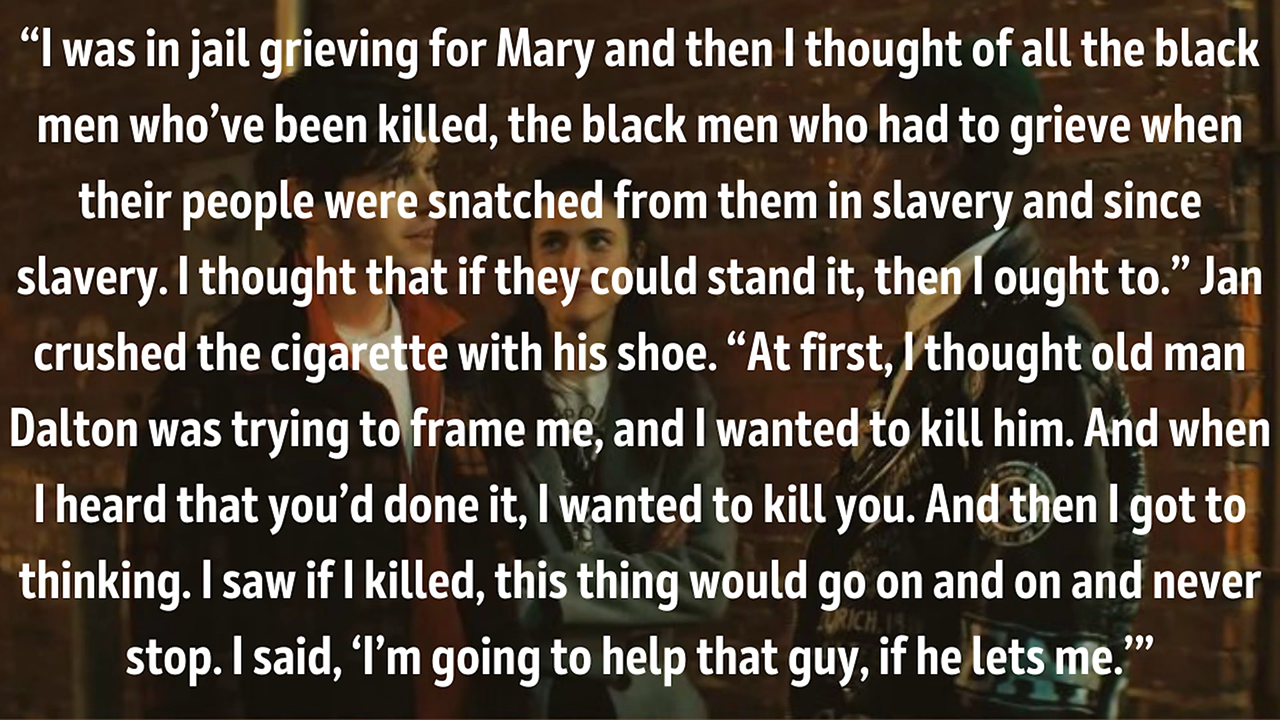 “I was in jail grieving for Mary and then I thought of all the black
men who’ve been killed, the black men who had to grieve when
their people were snatched from them in slavery and since
slavery. I thought that if they could stand it, then I ought to.” Jan
crushed the cigarette with his shoe. “At first, I thought old man
Dalton was trying to frame me, and I wanted to kill him. And when
I heard that you’d done it, I wanted to kill you. And then I got to
thinking. I saw if I killed, this thing would go on and on and never
stop. I said, ‘I’m going to help that guy, if he lets me.’”